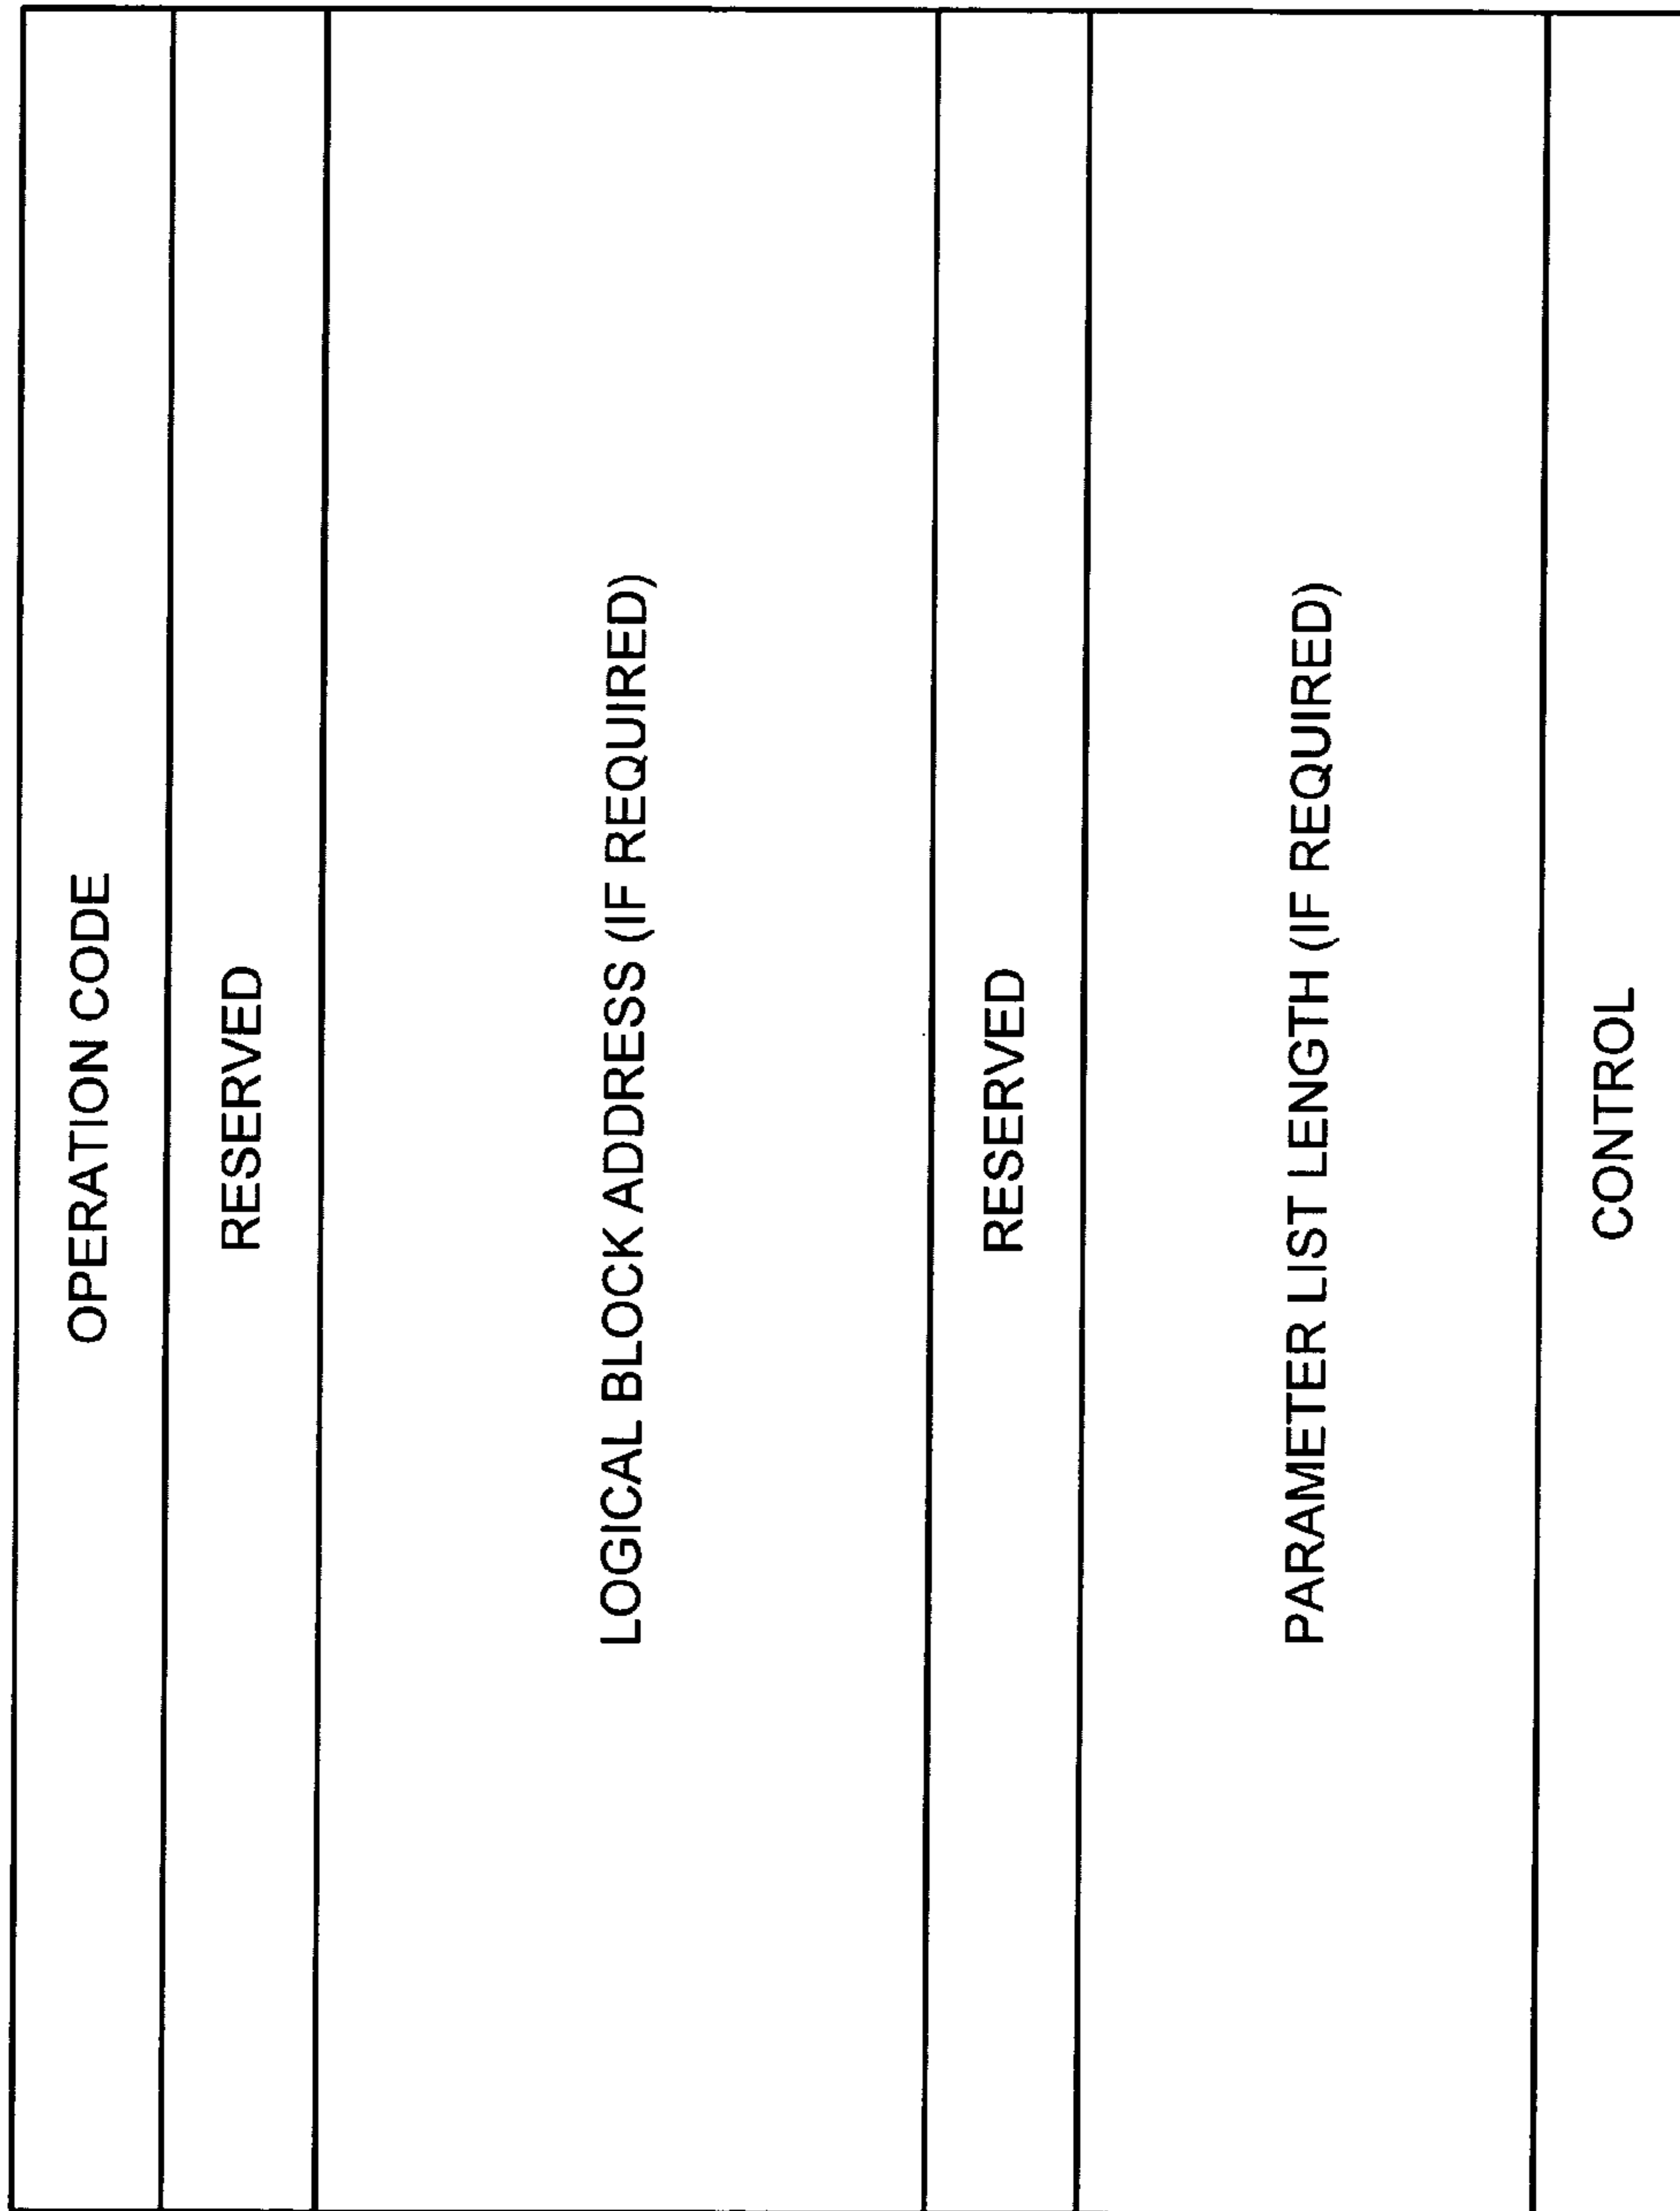 OPERATION CODE
RESERVED
LOGICAL BLOCK ADDRESS (IF REQUIRED)
RESERVED
PARAMETER LIST LENGTH (IF REQUIRED)
CONTROL